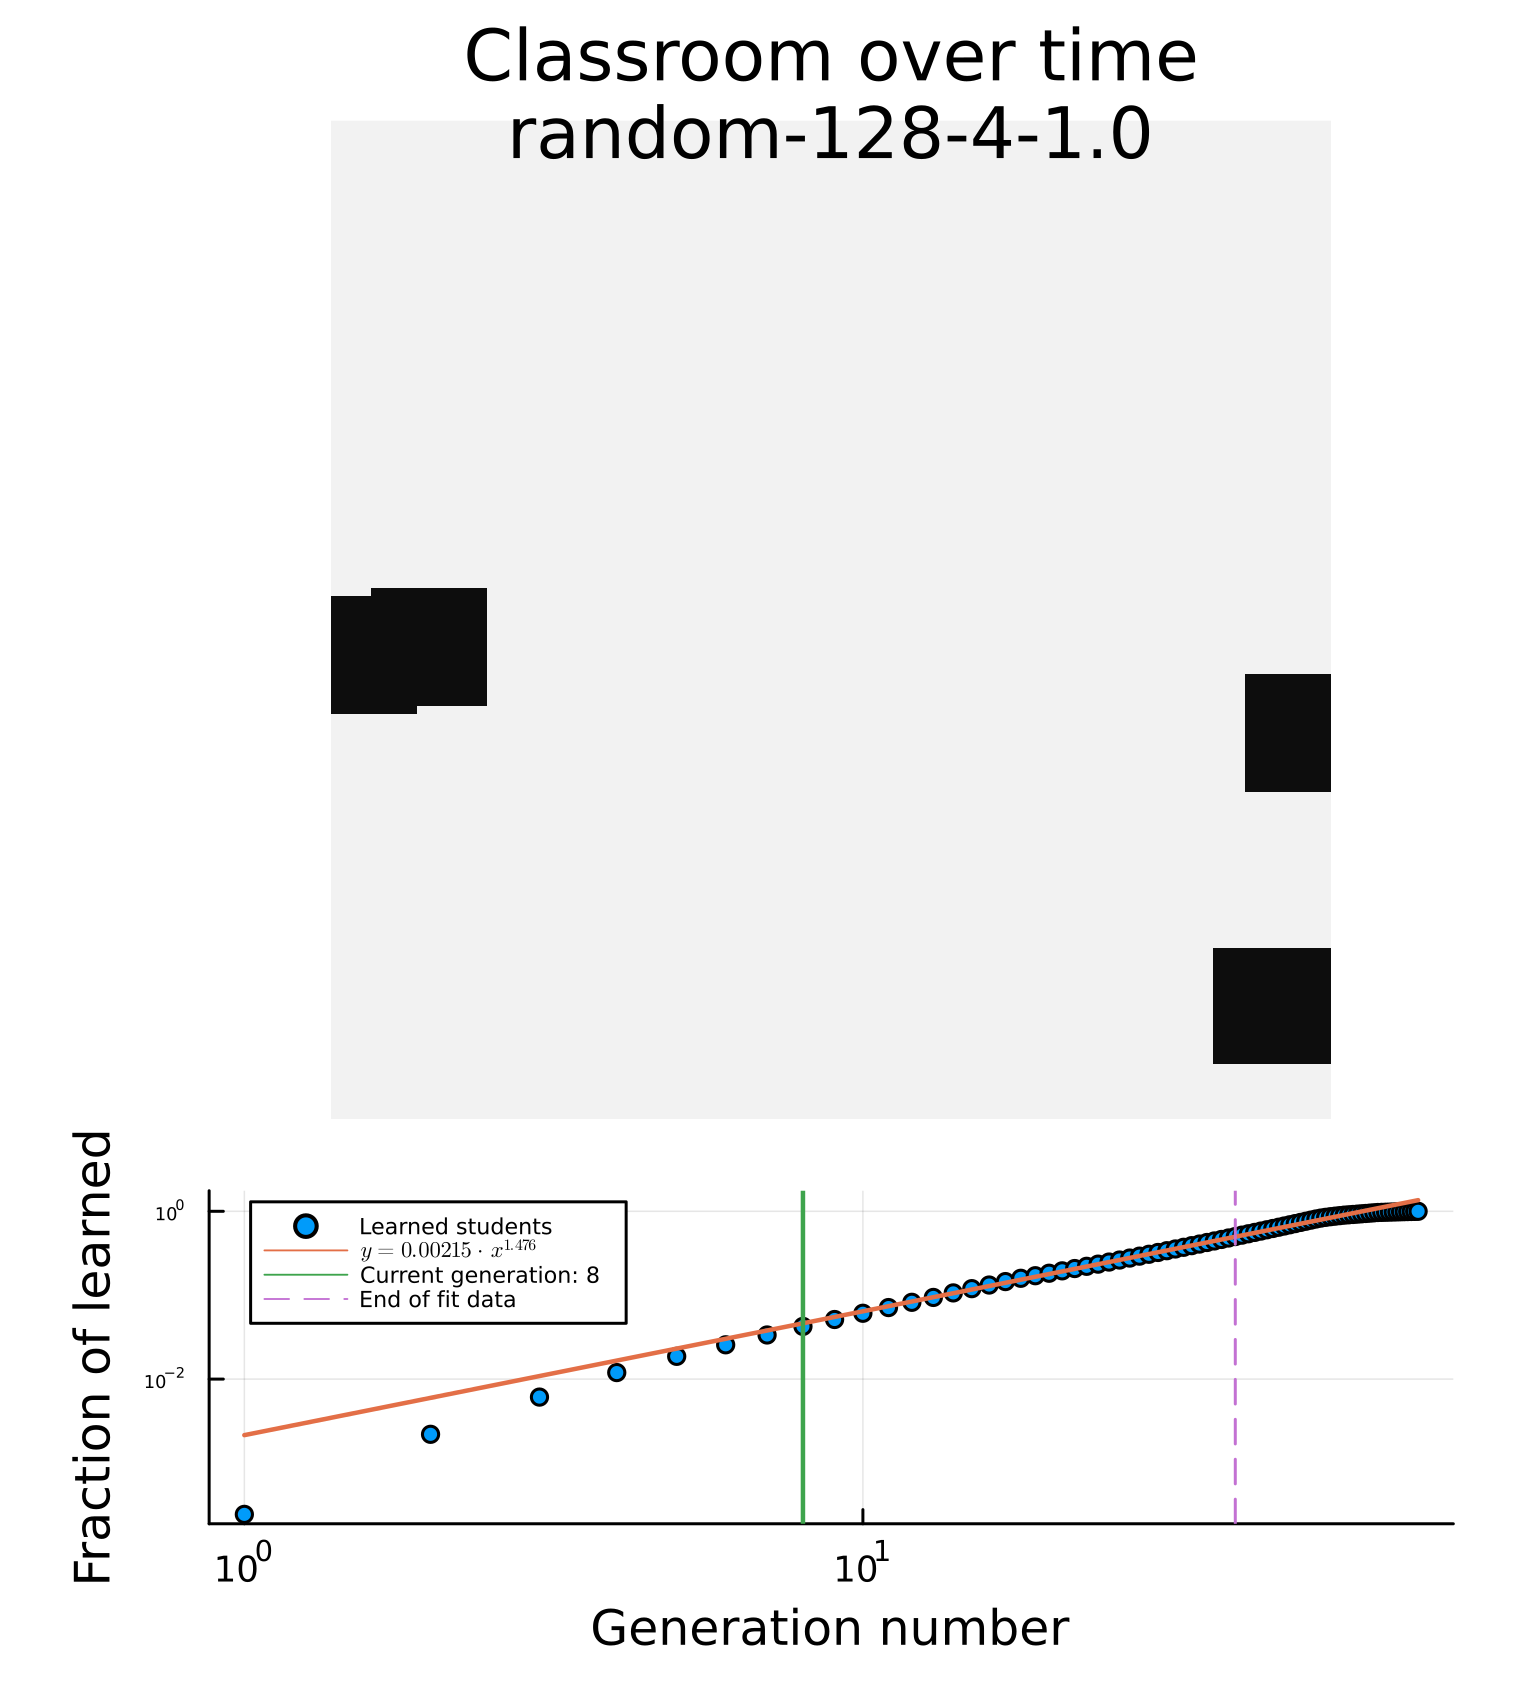 Classroom over time
random-128-4-1.0
Fraction of learned
10⁰
10⁻²
Learned students
y = 0.00215 · x^1.476
Current generation: 8
End of fit data
10⁰
10¹
Generation number